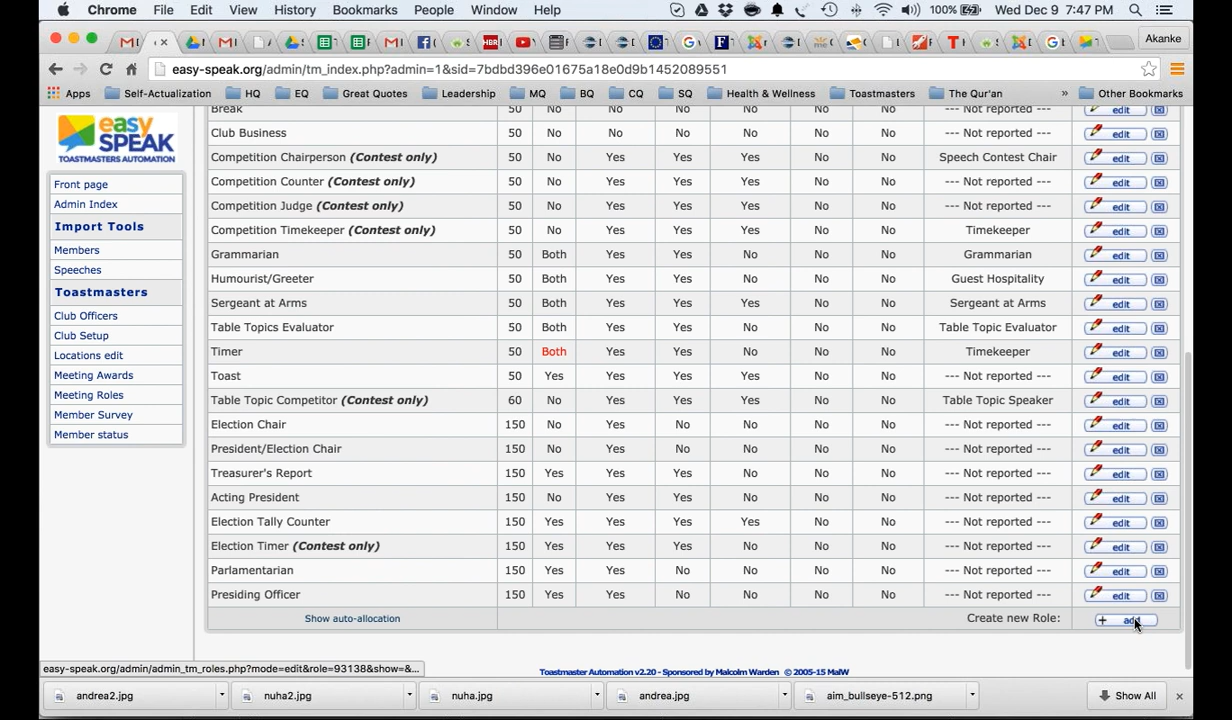 Chrome File Edit View History Bookmarks People Window Help 100% Wed Dec 9 7:47 PM
Akanke
easy-speak.org/admin/tm_index.php?admin=1&sid=7bdbd396e01675a18e0d9b1452089551
Apps Self-Actualization HQ EQ Great Quotes Leadership MQ BQ CQ SQ Health & Wellness Toastmasters The Qur'an » Other Bookmarks
easy
SPEAK
TOASTMASTERS AUTOMATION
Front page
Admin Index
Import Tools
Members
Speeches
Toastmasters
Club Officers
Club Setup
Locations edit
Meeting Awards
Meeting Roles
Member Survey
Member status
Break 50 No No No No No No --- Not reported --- edit
Club Business 50 No No No No No No --- Not reported --- edit
Competition Chairperson (Contest only) 50 No Yes Yes Yes No No Speech Contest Chair edit
Competition Counter (Contest only) 50 No Yes Yes Yes No No --- Not reported --- edit
Competition Judge (Contest only) 50 No Yes Yes Yes No No --- Not reported --- edit
Competition Timekeeper (Contest only) 50 No Yes Yes Yes No No Timekeeper edit
Grammarian 50 Both Yes Yes No No No Grammarian edit
Humourist/Greeter 50 Both Yes Yes No No No Guest Hospitality edit
Sergeant at Arms 50 Both Yes Yes Yes No No Sergeant at Arms edit
Table Topics Evaluator 50 Both Yes Yes No No No Table Topic Evaluator edit
Timer 50 Both Yes Yes No No No Timekeeper edit
Toast 50 Yes Yes Yes Yes No No --- Not reported --- edit
Table Topic Competitor (Contest only) 60 No Yes Yes Yes No No Table Topic Speaker edit
Election Chair 150 No Yes No No No No --- Not reported --- edit
President/Election Chair 150 No Yes No No No No --- Not reported --- edit
Treasurer's Report 150 Yes Yes Yes No No No --- Not reported --- edit
Acting President 150 No Yes Yes No No No --- Not reported --- edit
Election Tally Counter 150 Yes Yes Yes Yes No No --- Not reported --- edit
Election Timer (Contest only) 150 Yes Yes Yes No No No --- Not reported --- edit
Parlamentarian 150 Yes Yes No No No No --- Not reported --- edit
Presiding Officer 150 Yes Yes No No No No --- Not reported --- edit
Show auto-allocation Create new Role: + add
easy-speak.org/admin/admin_tm_roles.php?mode=edit&role=93138&show=&...
Toastmaster Automation v2.20 - Sponsored by Malcolm Warden © 2005-15 MalW
andrea2.jpg nuha2.jpg nuha.jpg andrea.jpg aim_bullseye-512.png Show All